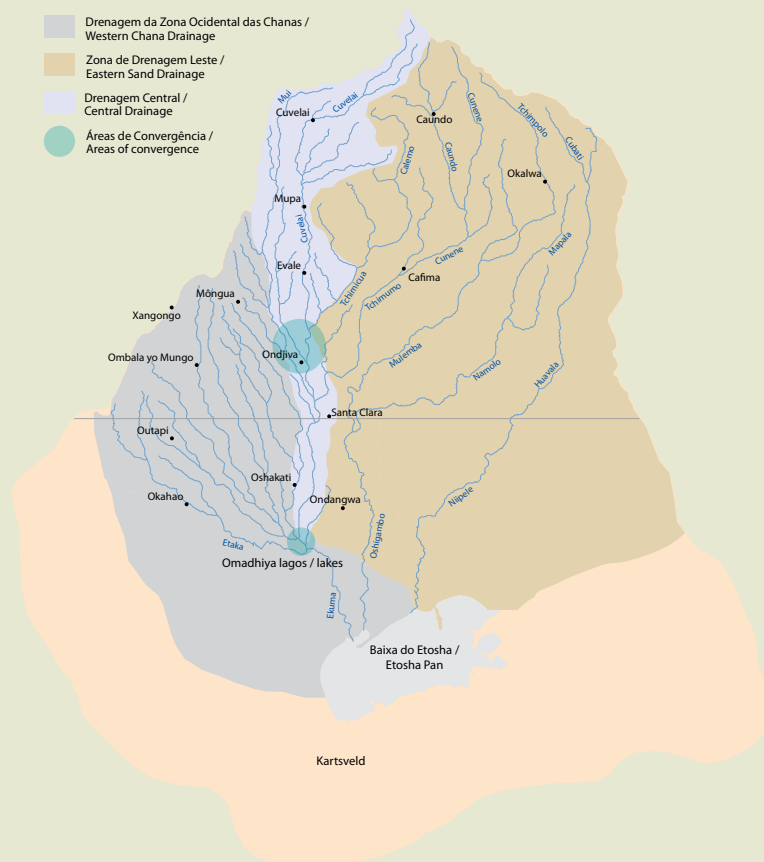 Drenagem da Zona Ocidental das Chanas /
Western Chana Drainage
Zona de Drenagem Leste /
Eastern Sand Drainage
Drenagem Central /
Central Drainage
Áreas de Convergência /
Areas of convergence
Mui
Cuvelai
Cuvelai
Caundo
Cunene
Tchimpolo
Cubati
Calemo
Caundo
Okalwa
Mupa
Cuvelai
Mapala
Evale
Cunene
Cafima
Tchimicua
Tchimumo
Môngua
Xangongo
Ondjiva
Ombala yo Mungo
Mulemba
Namolo
Huavala
Santa Clara
Outapi
Oshakati
Okahao
Ondangwa
Niipele
Oshigambo
Etaka
Omadhiya lagos / lakes
Ekuma
Baixa do Etosha /
Etosha Pan
Kartsveld